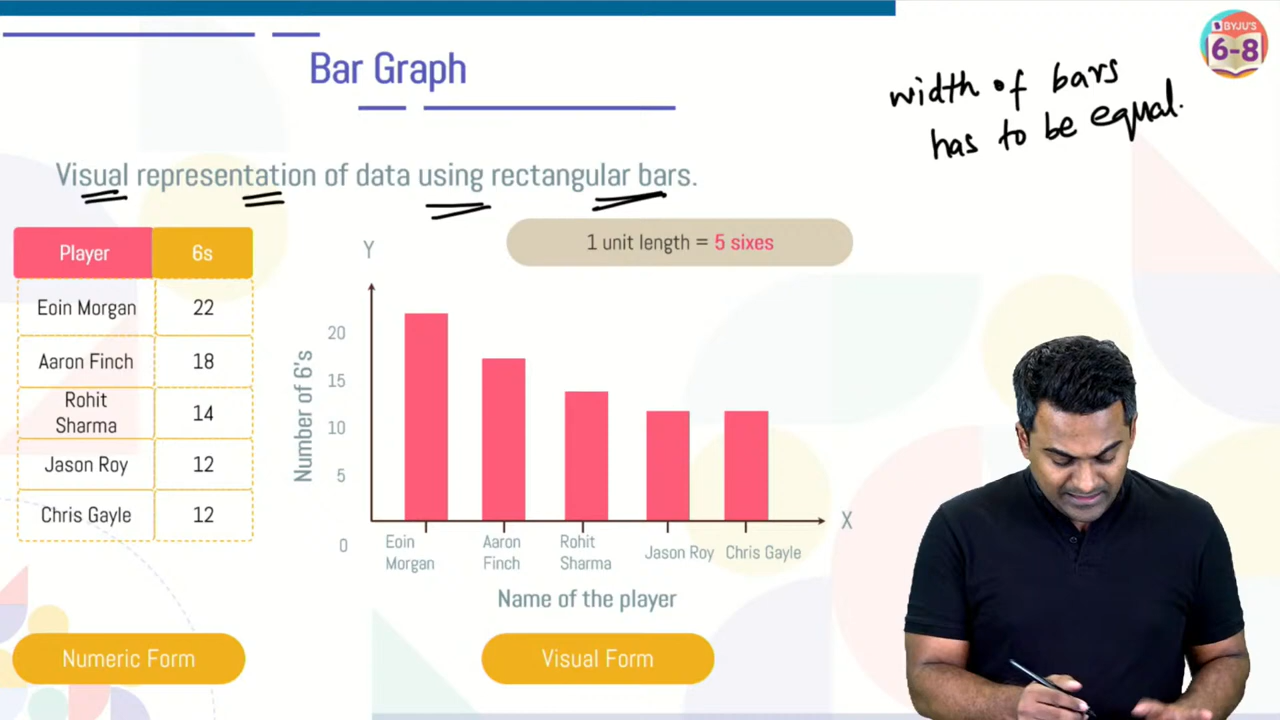 BYJU'S
6-8
Bar Graph
width of bars
has to be equal.
Visual representation of data using rectangular bars.
Player 6s
Eoin Morgan 22
Aaron Finch 18
Rohit
Sharma 14
Jason Roy 12
Chris Gayle 12
Numeric Form
1 unit length = 5 sixes
Y
Number of 6's
20
15
10
5
0
X
Eoin
Morgan
Aaron
Finch
Rohit
Sharma
Jason Roy
Chris Gayle
Name of the player
Visual Form